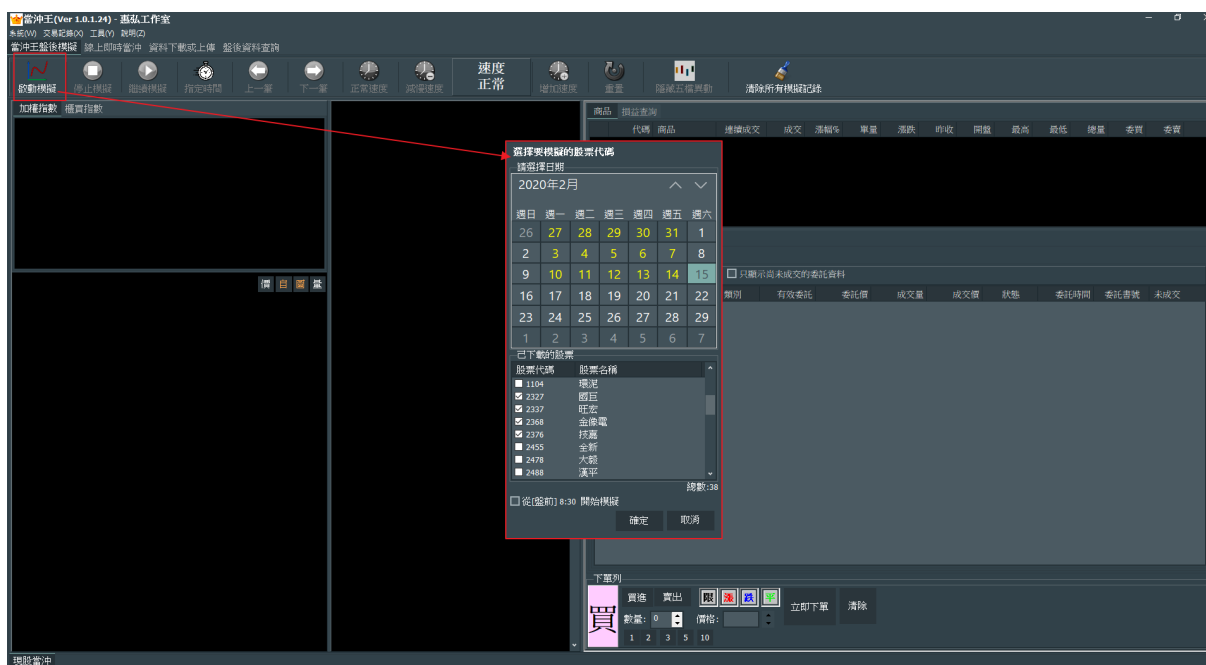 當沖王(Ver 1.0.1.24) - 惠弘工作室
系統(W) 交易記錄(X) 工具(Y) 說明(Z)
當沖王盤後模擬 線上即時當沖 資料下載或上傳 盤後資料查詢
啟動模擬 停止模擬 繼續模擬 指定時間 上一筆 下一筆 正常速度 減慢速度 速度 正常 增加速度 重置 隱藏五檔異動 清除所有模擬記錄
加權指數 櫃買指數
商品 損益查詢
代碼 商品 連續成交 成交 漲幅% 單量 漲跌 昨收 開盤 最高 最低 總量 委買 委賣
價 自 圖 量
選擇要模擬的股票代碼
請選擇日期
2020年2月
週日 週一 週二 週三 週四 週五 週六
26 27 28 29 30 31 1
2 3 4 5 6 7 8
9 10 11 12 13 14 15
16 17 18 19 20 21 22
23 24 25 26 27 28 29
1 2 3 4 5 6 7
已下載的股票
股票代碼 股票名稱
1104 環泥
2327 國巨
2337 旺宏
2368 金像電
2376 技嘉
2455 全新
2478 大毅
2488 漢平
總數:38
從[盤前] 8:30 開始模擬
確定 取消
只顯示尚未成交的委託資料
類別 有效委託 委託價 成交量 成交價 狀態 委託時間 委託書號 未成交
下單列
買
買進 賣出 限 漲 跌 平
數量: 0 價格:
1 2 3 5 10
立即下單 清除
現股當沖